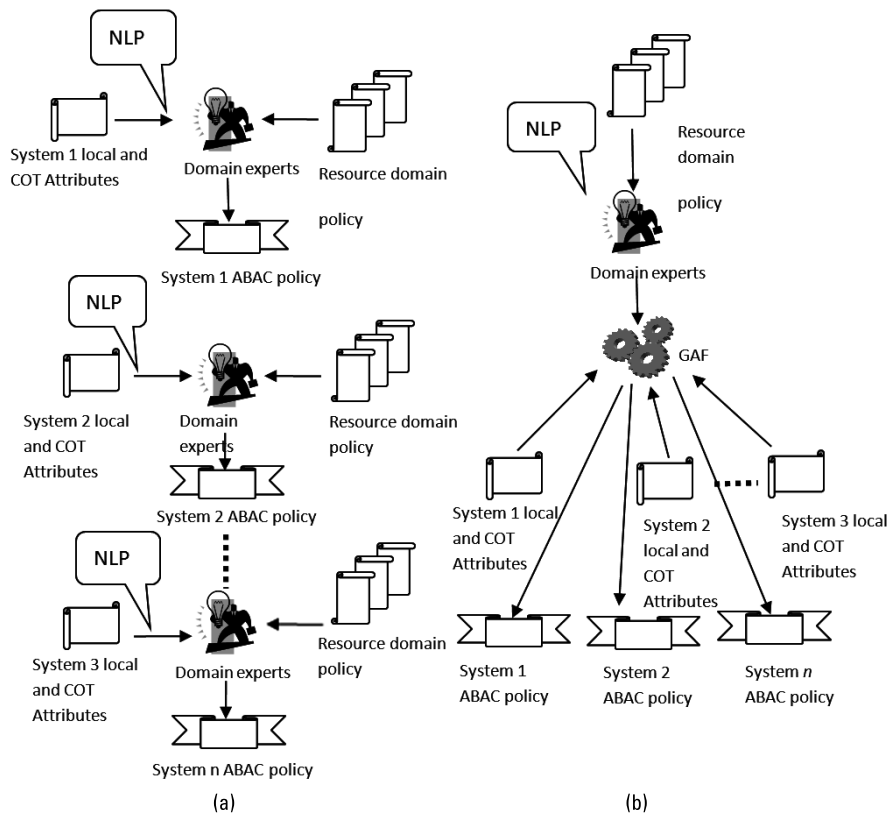 NLP
System 1 local and
COT Attributes
Domain experts
Resource domain
policy
System 1 ABAC policy
NLP
System 2 local
and COT
Attributes
Domain
experts
Resource domain
policy
System 2 ABAC policy
NLP
System 3 local
and COT
Attributes
Domain experts
Resource domain
policy
System n ABAC policy
(a)
NLP
Resource
domain
policy
Domain experts
GAF
System 1 local
and COT
Attributes
System 2
local and
COT
Attributes
System 3 local
and COT
Attributes
System 1
ABAC policy
System 2
ABAC policy
System n
ABAC policy
(b)